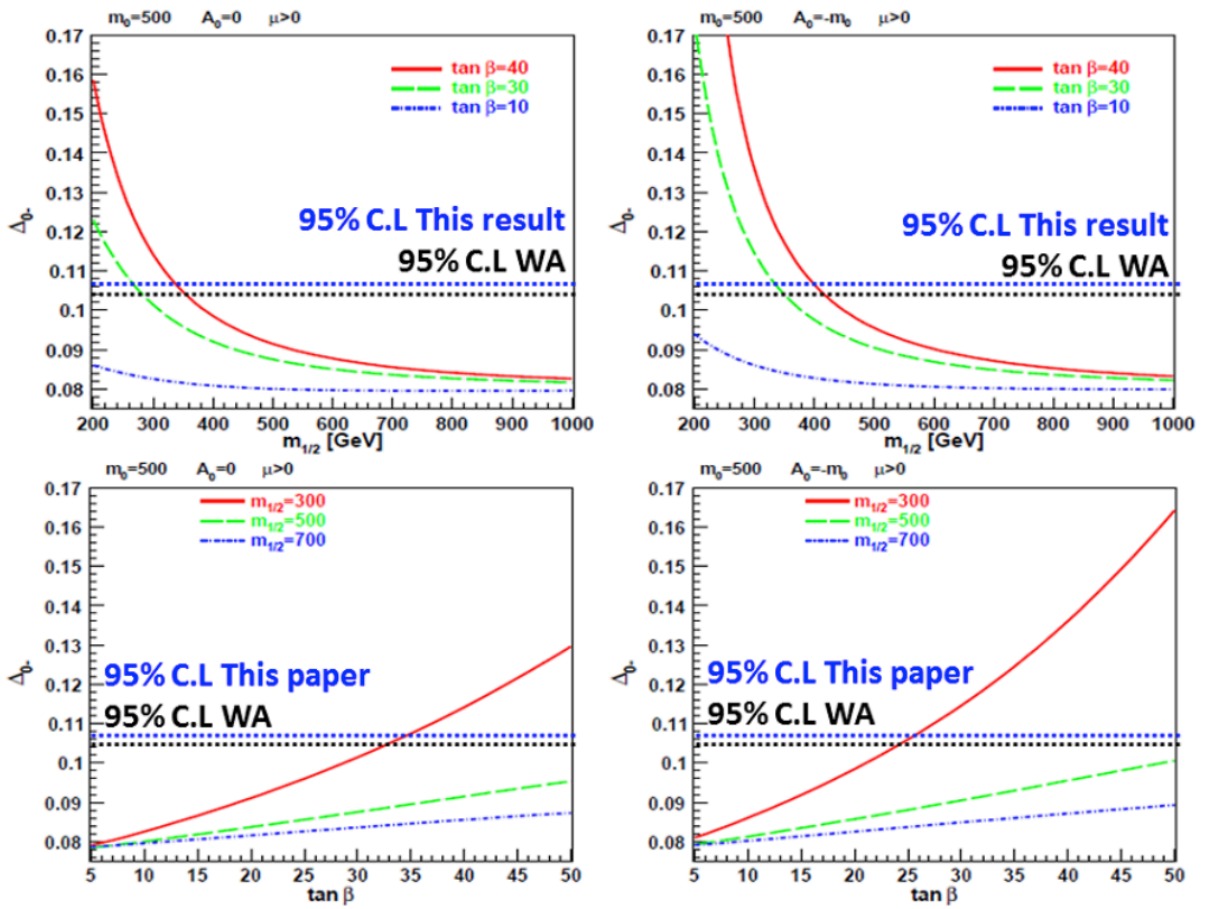 m₀=500 A₀=0 μ>0
0.17
0.16
0.15
0.14
0.13
0.12
0.11
0.1
0.09
0.08
Δ₀₋
tan β=40
tan β=30
tan β=10
95% C.L This result
95% C.L WA
200 300 400 500 600 700 800 900 1000
m₁/₂ [GeV]
m₀=500 A₀=-m₀ μ>0
0.17
0.16
0.15
0.14
0.13
0.12
0.11
0.1
0.09
0.08
Δ₀₋
tan β=40
tan β=30
tan β=10
95% C.L This result
95% C.L WA
200 300 400 500 600 700 800 900 1000
m₁/₂ [GeV]
m₀=500 A₀=0 μ>0
0.17
0.16
0.15
0.14
0.13
0.12
0.11
0.1
0.09
0.08
Δ₀₋
m₁/₂=300
m₁/₂=500
m₁/₂=700
95% C.L This paper
95% C.L WA
5 10 15 20 25 30 35 40 45 50
tan β
m₀=500 A₀=-m₀ μ>0
0.17
0.16
0.15
0.14
0.13
0.12
0.11
0.1
0.09
0.08
Δ₀₋
m₁/₂=300
m₁/₂=500
m₁/₂=700
95% C.L This paper
95% C.L WA
5 10 15 20 25 30 35 40 45 50
tan β